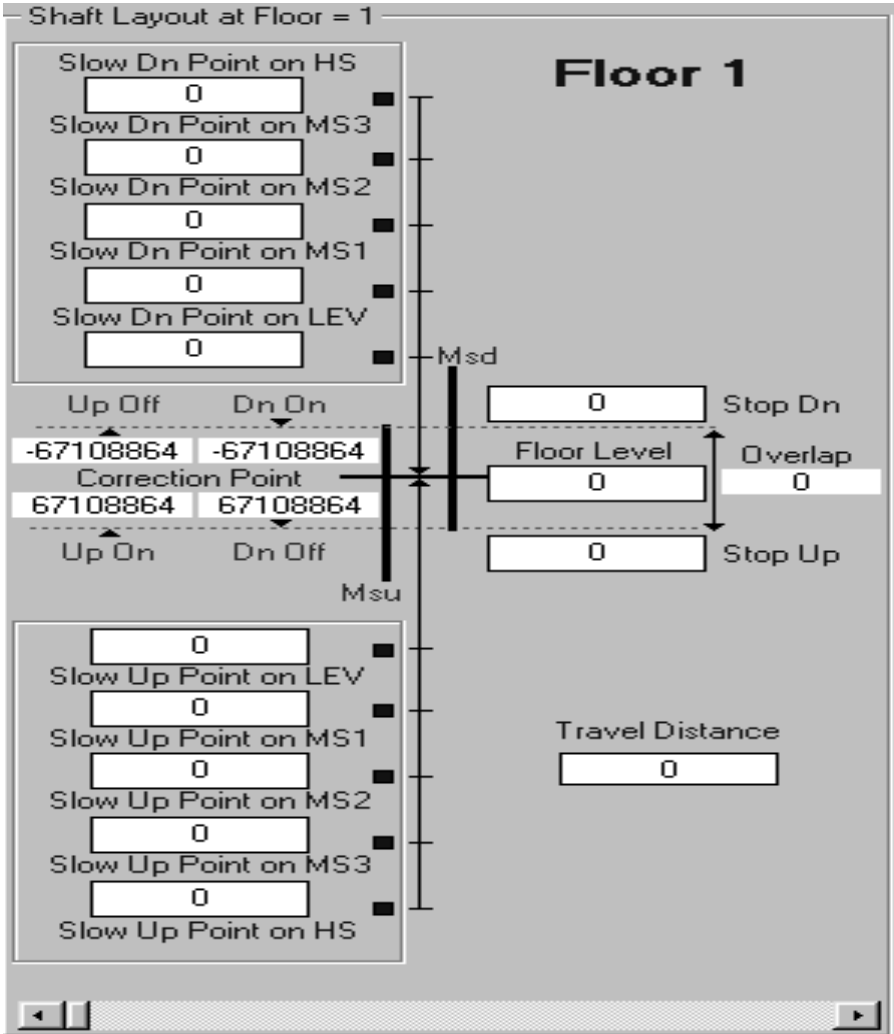 Shaft Layout at Floor = 1
Slow Dn Point on HS
Floor 1
0
Slow Dn Point on MS3
0
Slow Dn Point on MS2
0
Slow Dn Point on MS1
0
Slow Dn Point on LEV
0
Msd
Up Off Dn On
0 Stop Dn
-67108864 -67108864
Floor Level Overlap
Correction Point
0 0
67108864 67108864
Up On Dn Off
0 Stop Up
Msu
0
Slow Up Point on LEV
0
Slow Up Point on MS1
Travel Distance
0
0
Slow Up Point on MS2
0
Slow Up Point on MS3
0
Slow Up Point on HS